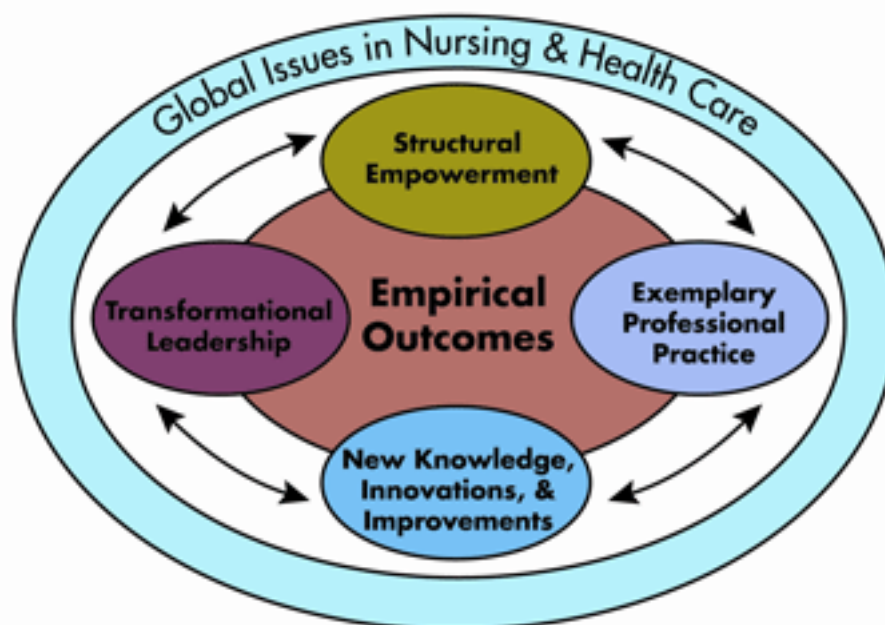 Global Issues in Nursing & Health Care
Structural
Empowerment
Transformational
Leadership
Empirical
Outcomes
Exemplary
Professional
Practice
New Knowledge,
Innovations, &
Improvements